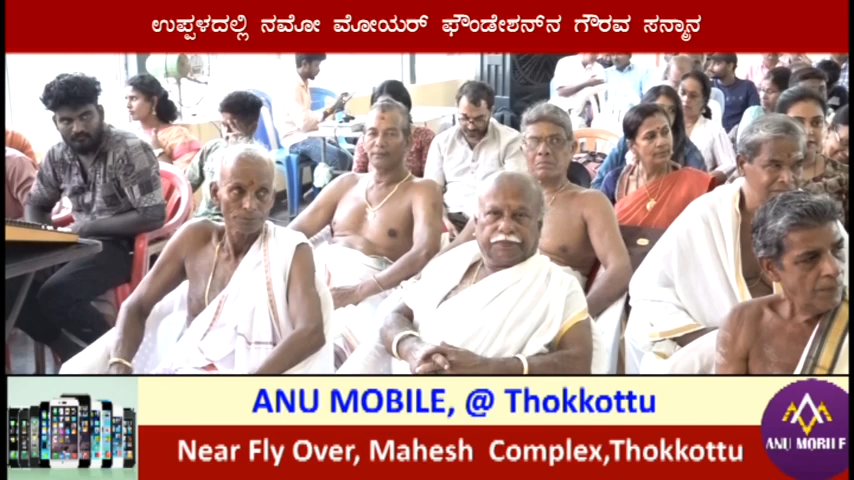 ಉಪ್ಪಳದಲ್ಲಿ ನಮೋ ಮೋಯರ್ ಫೌಂಡೇಶನ್‌ನ ಗೌರವ ಸನ್ಮಾನ
ANU MOBILE, @ Thokkottu
Near Fly Over, Mahesh Complex,Thokkottu
ANU MOBILE